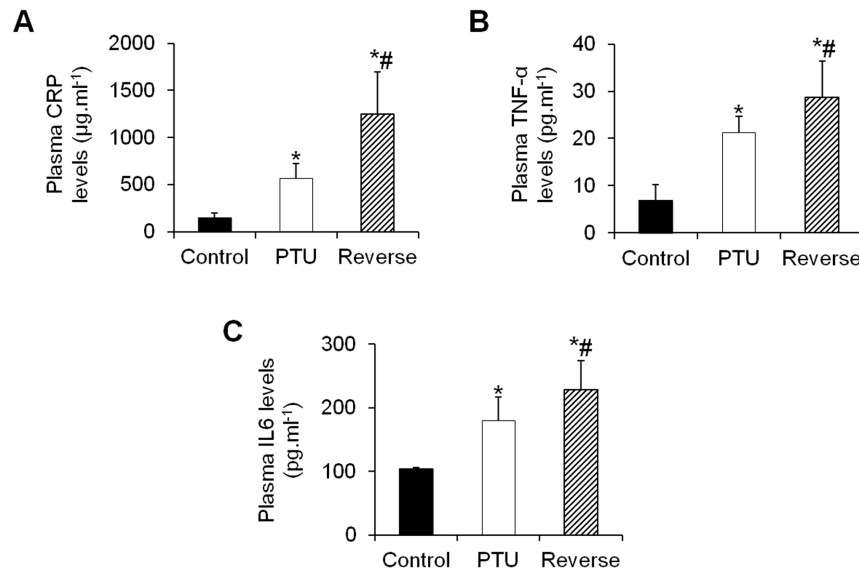 A
Plasma CRP
levels (µg.ml-1)
2000
1500
1000
500
0
*
*#
Control PTU Reverse
B
Plasma TNF-α
levels (pg.ml-1)
40
30
20
10
0
*
*#
Control PTU Reverse
C
Plasma IL6 levels
(pg.ml-1)
300
200
100
0
*
*#
Control PTU Reverse